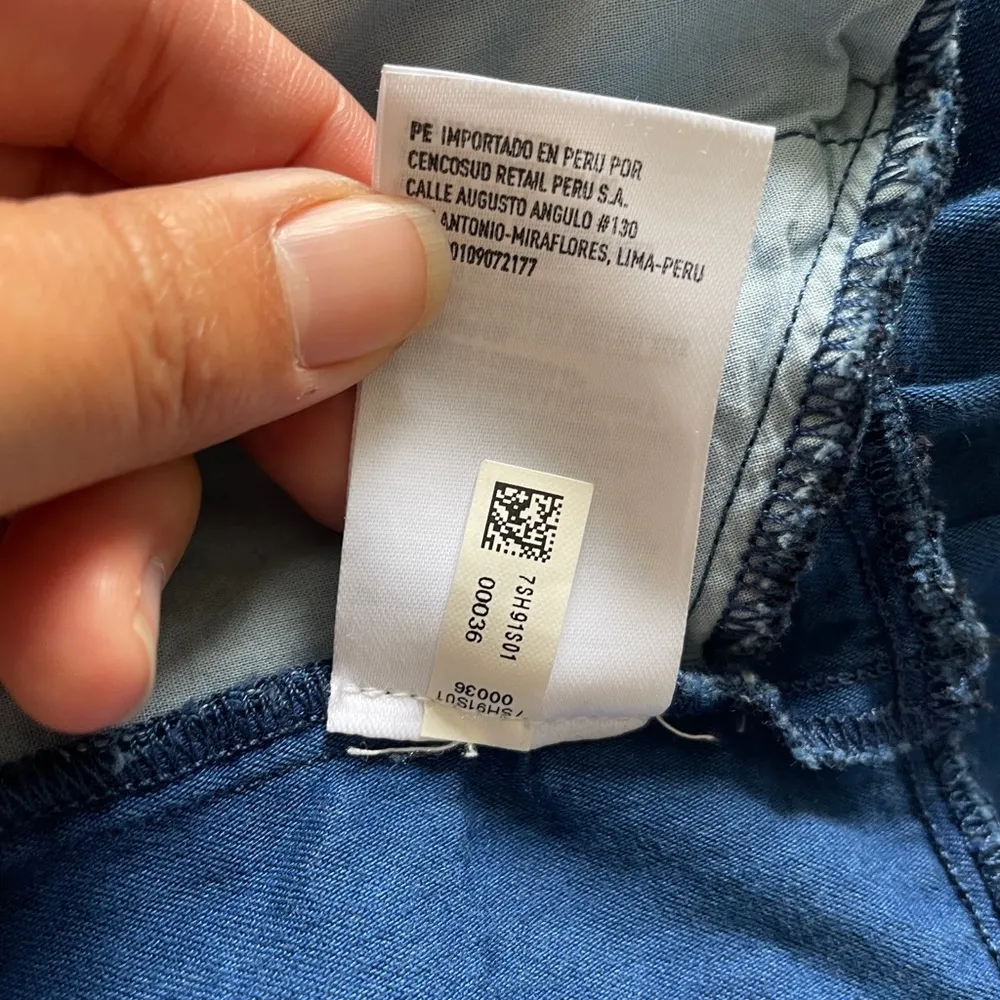 PE IMPORTADO EN PERU POR
CENCOSUD RETAIL PERU S.A.
CALLE AUGUSTO ANGULO #130
ANTONIO-MIRAFLORES, LIMA-PERU
0109072177
7SH91S01
00036
7SH91S01
00036